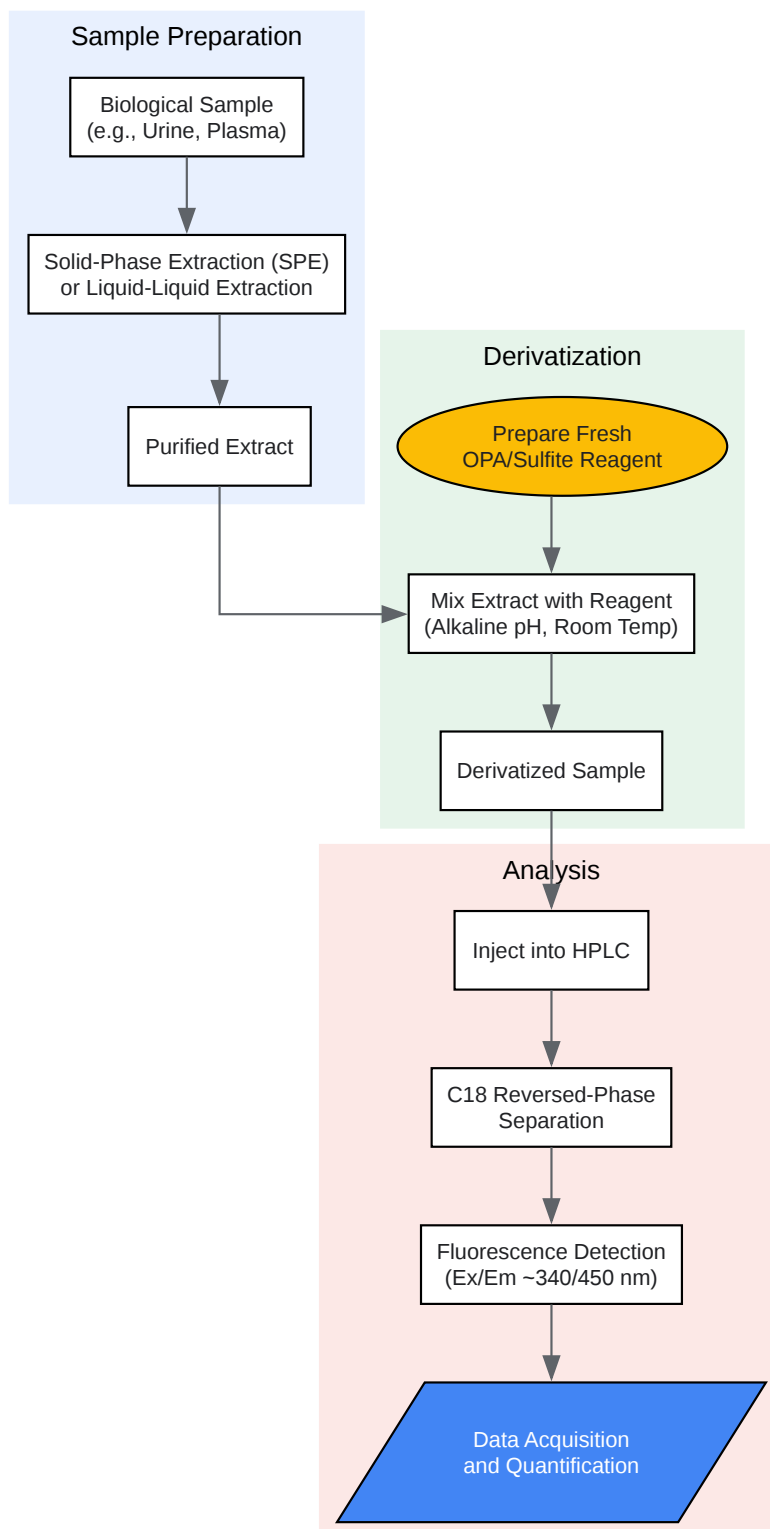 Sample Preparation
Biological Sample
(e.g., Urine, Plasma)
Solid-Phase Extraction (SPE)
or Liquid-Liquid Extraction
Purified Extract
Derivatization
Prepare Fresh
OPA/Sulfite Reagent
Mix Extract with Reagent
(Alkaline pH, Room Temp)
Derivatized Sample
Analysis
Inject into HPLC
C18 Reversed-Phase
Separation
Fluorescence Detection
(Ex/Em ~340/450 nm)
Data Acquisition
and Quantification